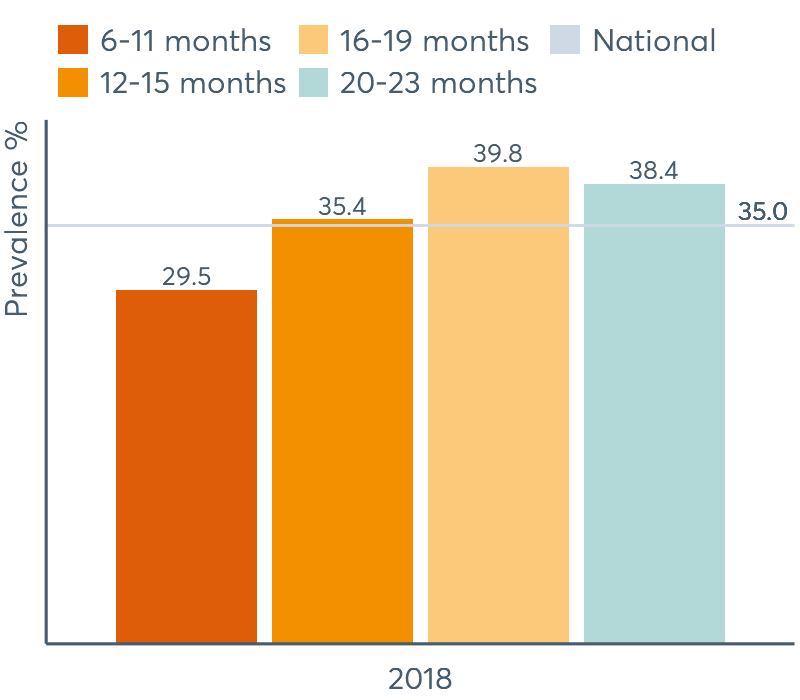 6-11 months 16-19 months National
12-15 months 20-23 months
Prevalence %
39.8
38.4
35.4
35.0
29.5
2018